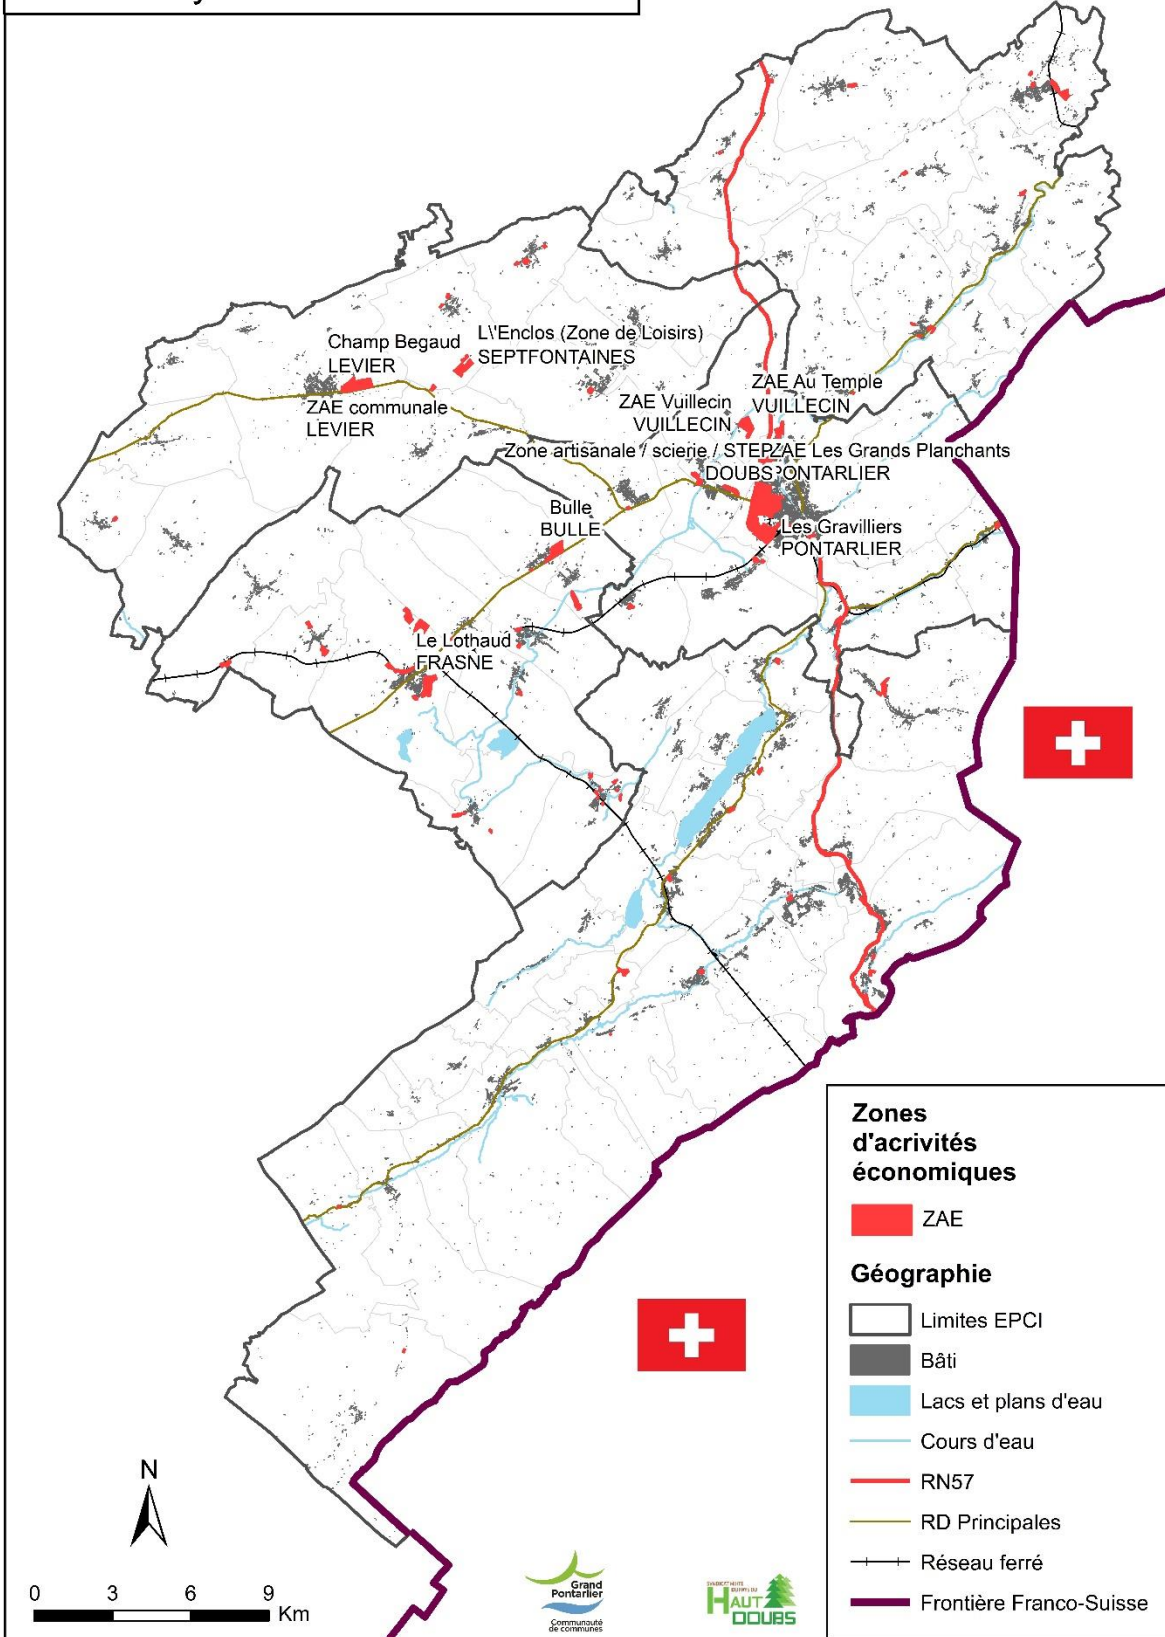 Champ Begaud
LEVIER
L\'Enclos (Zone de Loisirs)
SEPTFONTAINES
ZAE communale
LEVIER
ZAE Au Temple
VUILLECIN
ZAE Vuillecin
VUILLECIN
Zone artisanale / scierie / STEP
DOUBS
ZAE Les Grands Planchants
PONTARLIER
Bulle
BULLE
Les Gravilliers
PONTARLIER
Le Lothaud
FRASNE
Zones
d'acrivités
économiques
ZAE
Géographie
Limites EPCI
Bâti
Lacs et plans d'eau
Cours d'eau
RN57
RD Principales
Réseau ferré
Frontière Franco-Suisse
N
0 3 6 9
Km
Grand
Pontarlier
Communauté
de communes
HAUT
DOUBS